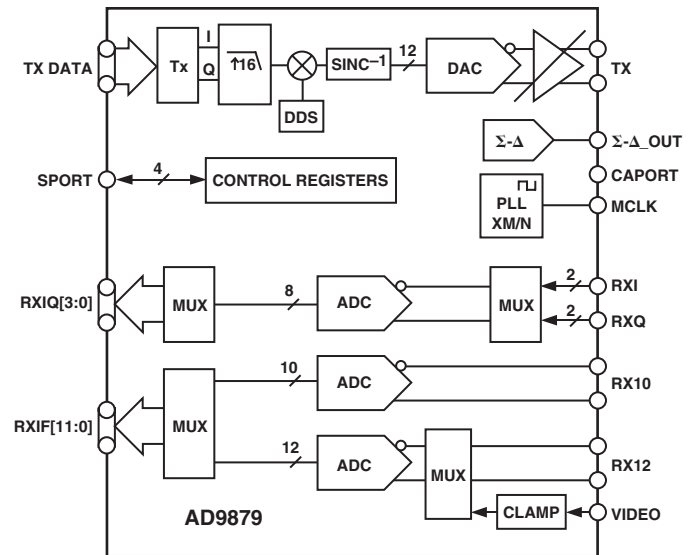 TX DATA
Tx
I
Q
↑16
DDS
SINC–1
12
DAC
TX
Σ-Δ
Σ-Δ_OUT
CAPORT
SPORT
4
CONTROL REGISTERS
PLL
XM/N
MCLK
RXIQ[3:0]
MUX
8
ADC
MUX
2
RXI
2
RXQ
10
ADC
RX10
RXIF[11:0]
MUX
12
ADC
MUX
RX12
CLAMP
VIDEO
AD9879